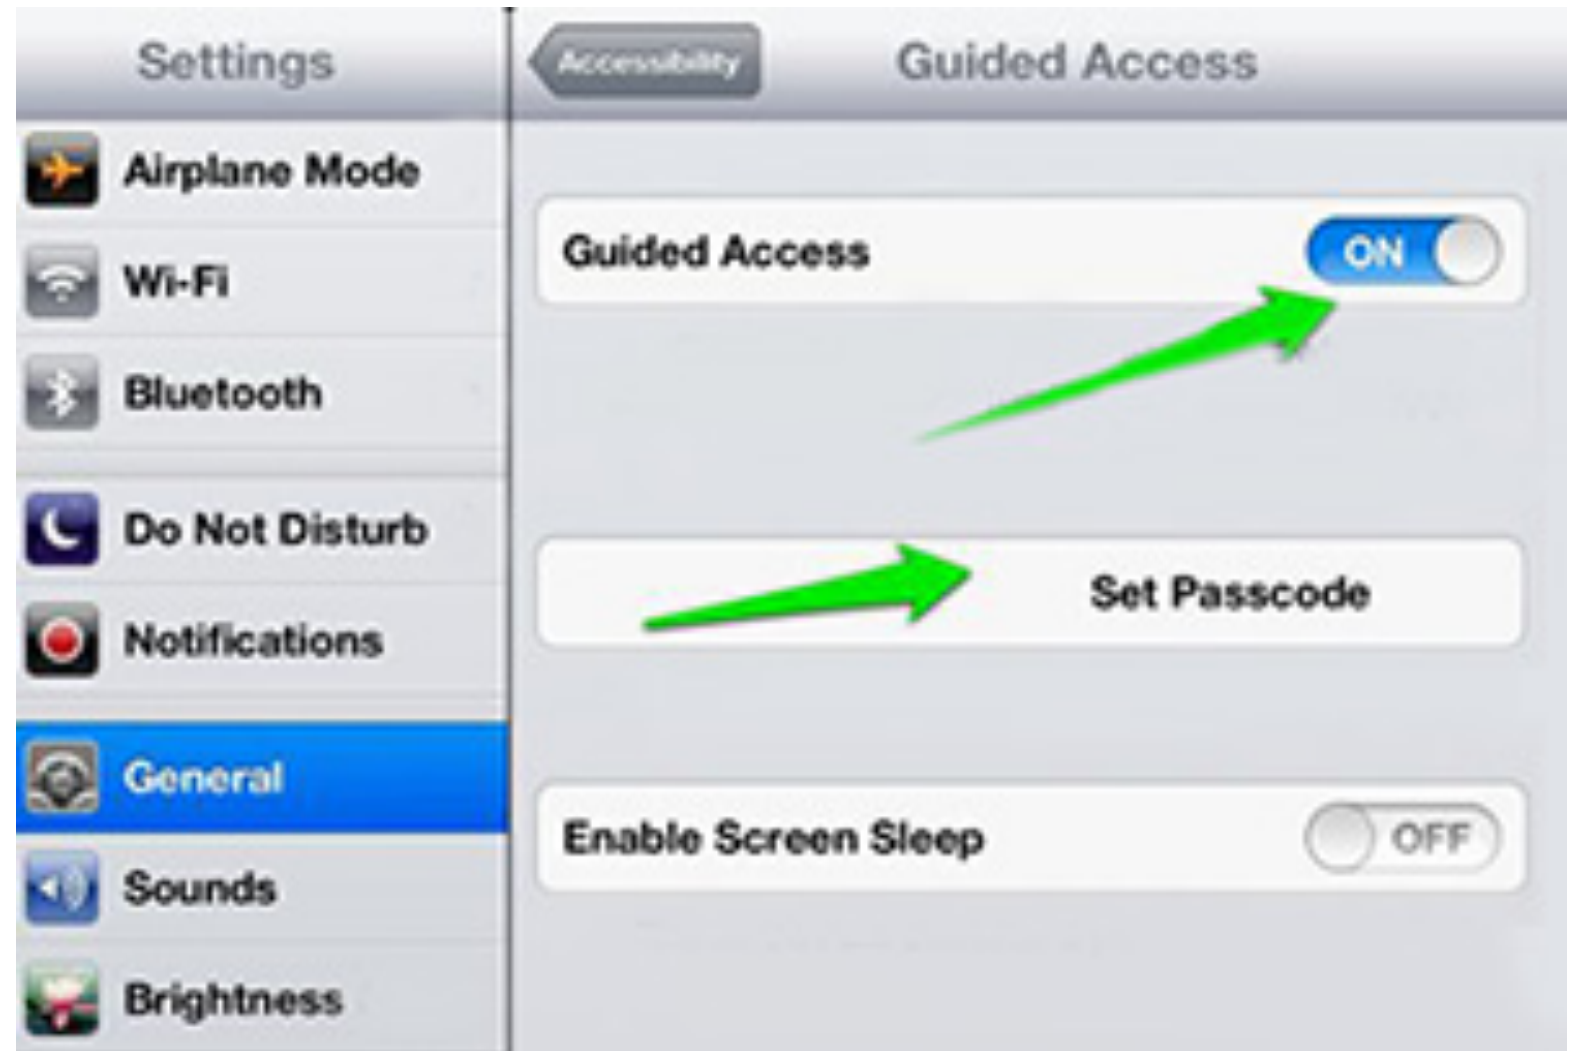 Settings
Airplane Mode
Wi-Fi
Bluetooth
Do Not Disturb
Notifications
General
Sounds
Brightness
Accessibility
Guided Access
Guided Access
ON
Set Passcode
Enable Screen Sleep
OFF